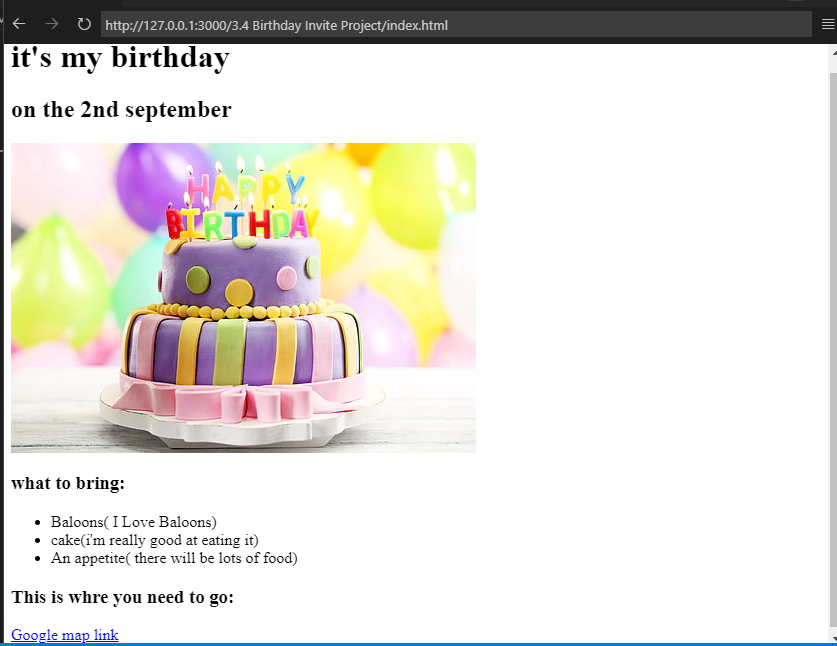 http://127.0.0.1:3000/3.4 Birthday Invite Project/index.html
it's my birthday
on the 2nd september
HAPPY
BIRTHDAY
what to bring:
Baloons( I Love Baloons)
cake(i'm really good at eating it)
An appetite( there will be lots of food)
This is whre you need to go:
Google map link